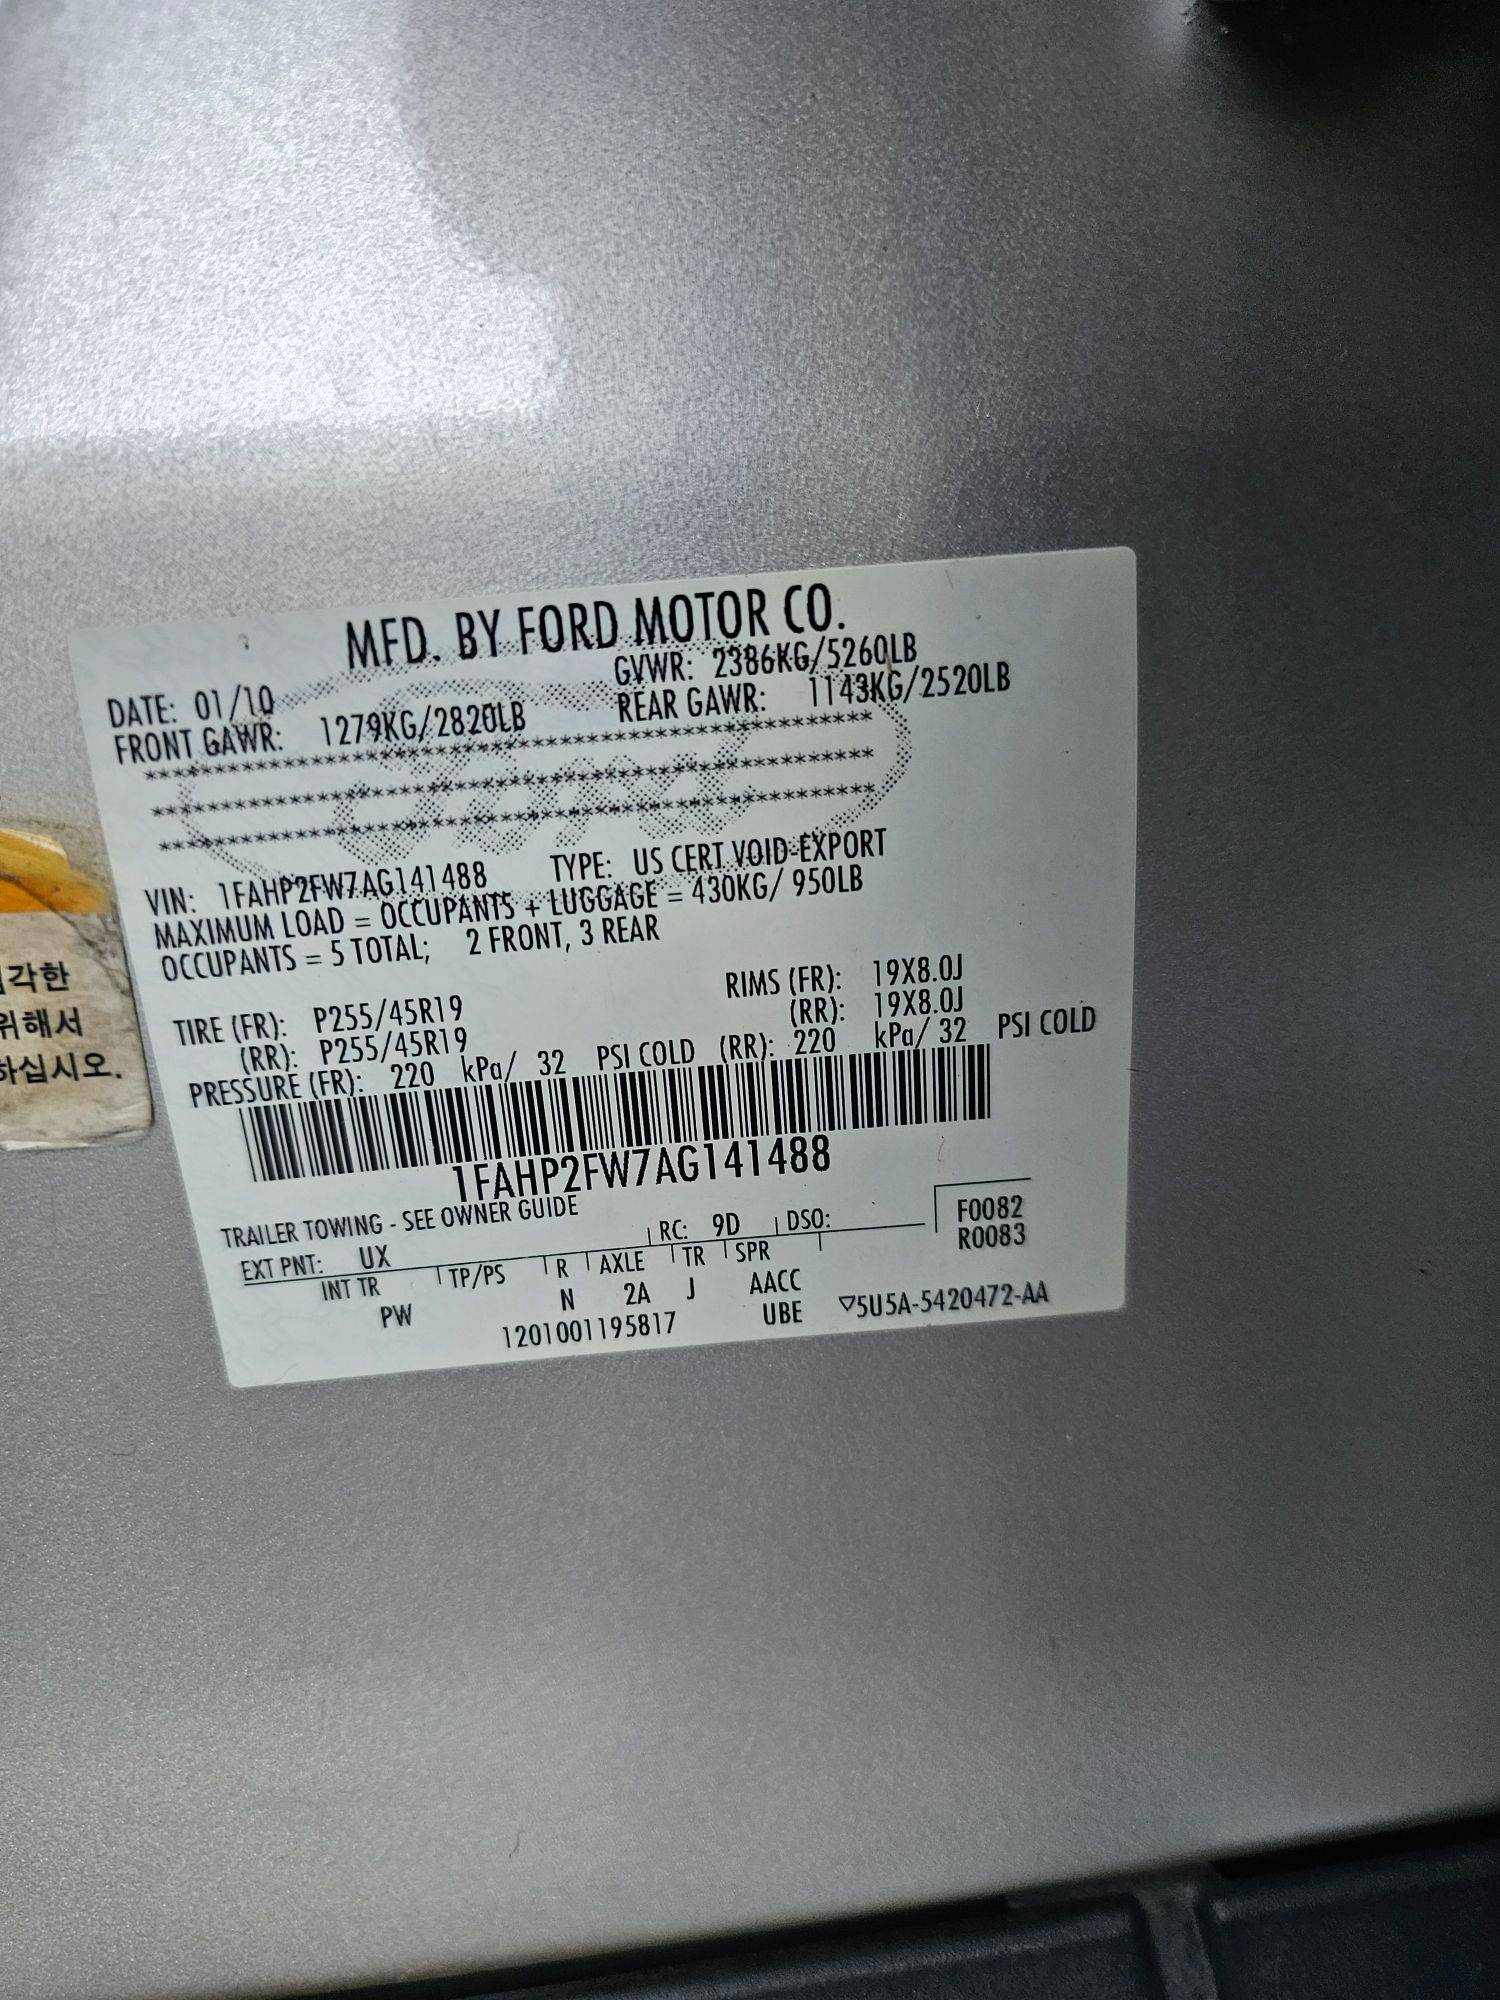 MFD. BY FORD MOTOR CO.
DATE: 01/10 GVWR: 2386KG/5260LB
FRONT GAWR: 1279KG/2820LB REAR GAWR: 1143KG/2520LB
VIN: 1FAHP2FW7AG141488 TYPE: US CERT VOID-EXPORT
MAXIMUM LOAD = OCCUPANTS + LUGGAGE = 430KG/ 950LB
OCCUPANTS = 5 TOTAL; 2 FRONT, 3 REAR
TIRE (FR): P255/45R19 RIMS (FR): 19X8.0J
(RR): P255/45R19 (RR): 19X8.0J
PRESSURE (FR): 220 kPa/ 32 PSI COLD (RR): 220 kPa/ 32 PSI COLD
1FAHP2FW7AG141488
TRAILER TOWING - SEE OWNER GUIDE
EXT PNT: UX RC: 9D DSO: F0082
R0083
INT TR TP/PS R AXLE TR SPR
PW N 2A J AACC
1201001195817 UBE ▽5U5A-5420472-AA
각한
위해서
하십시오.